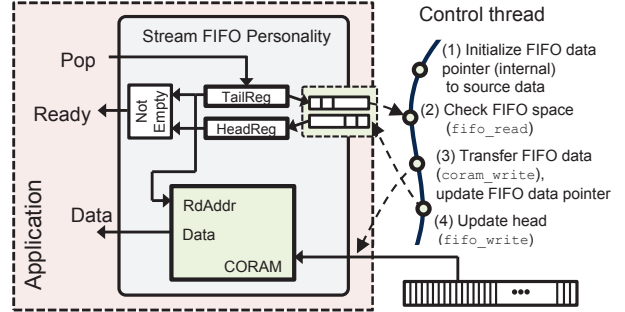 Control thread
Stream FIFO Personality
Pop
TailReg
HeadReg
Ready
Not
Empty
RdAddr
Data
CORAM
Data
Application
(1) Initialize FIFO data
pointer (internal)
to source data
(2) Check FIFO space
(fifo_read)
(3) Transfer FIFO data
(coram_write),
update FIFO data pointer
(4) Update head
(fifo_write)